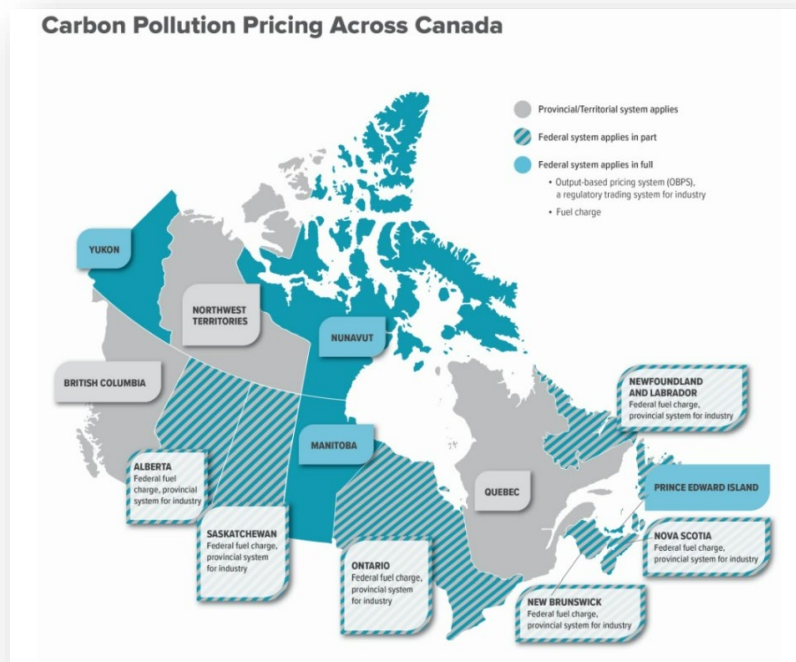 Carbon Pollution Pricing Across Canada
Provincial/Territorial system applies
Federal system applies in part
Federal system applies in full
• Output-based pricing system (OBPS),
a regulatory trading system for industry
• Fuel charge
YUKON
NORTHWEST
TERRITORIES
NUNAVUT
BRITISH COLUMBIA
NEWFOUNDLAND
AND LABRADOR
Federal fuel charge,
provincial system for industry
MANITOBA
ALBERTA
Federal fuel
charge, provincial
system for industry
QUEBEC
PRINCE EDWARD ISLAND
SASKATCHEWAN
Federal fuel charge,
provincial system
for industry
NOVA SCOTIA
Federal fuel charge,
provincial system for industry
ONTARIO
Federal fuel charge,
provincial system
for industry
NEW BRUNSWICK
Federal fuel charge,
provincial system for industry